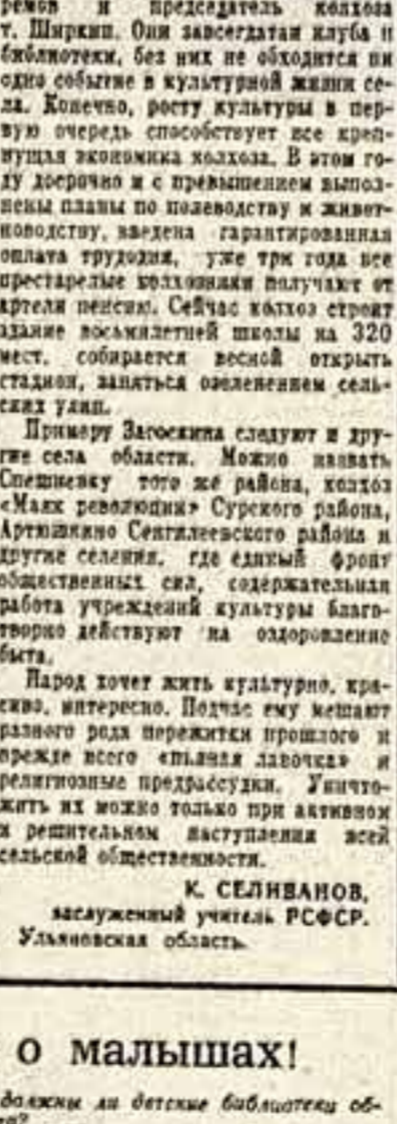 ремов и председатель колхоза
т. Ширкин. Они завсегдатаи клуба и
библиотеки, без них не обходится ни
одно событие в культурной жизни се-
ла. Конечно, росту культуры в пер-
вую очередь способствует все креп-
нущая экономика колхоза. В этом го-
ду досрочно и с превышением выпол-
нены планы по полеводству и живот-
новодству, введена гарантированная
оплата трудодня, уже три года все
престарелые колхозники получают от
артели пенсию. Сейчас колхоз строит
здание восьмилетней школы на 320
мест, собирается весной открыть
стадион, заняться озеленением сель-
ских улиц.
Примеру Загоскина следуют и дру-
гие села области. Можно назвать
Спешневку того же района, колхоз
«Маяк революции» Сурского района,
Артюшкино Сенгилеевского района и
другие селения, где единый фронт
общественных сил, содержательная
работа учреждений культуры благо-
творно действуют на оздоровление
быта.
Народ хочет жить культурно, кра-
сиво, интересно. Подчас ему мешают
разного рода пережитки прошлого и
прежде всего «пьяная лавочка» и
религиозные предрассудки. Уничто-
жить их можно только при активном
и решительном наступлении всей
сельской общественности.
К. СЕЛИВАНОВ,
заслуженный учитель РСФСР.
Ульяновская область.
о малышах!
должны ли детские библиотеки об-